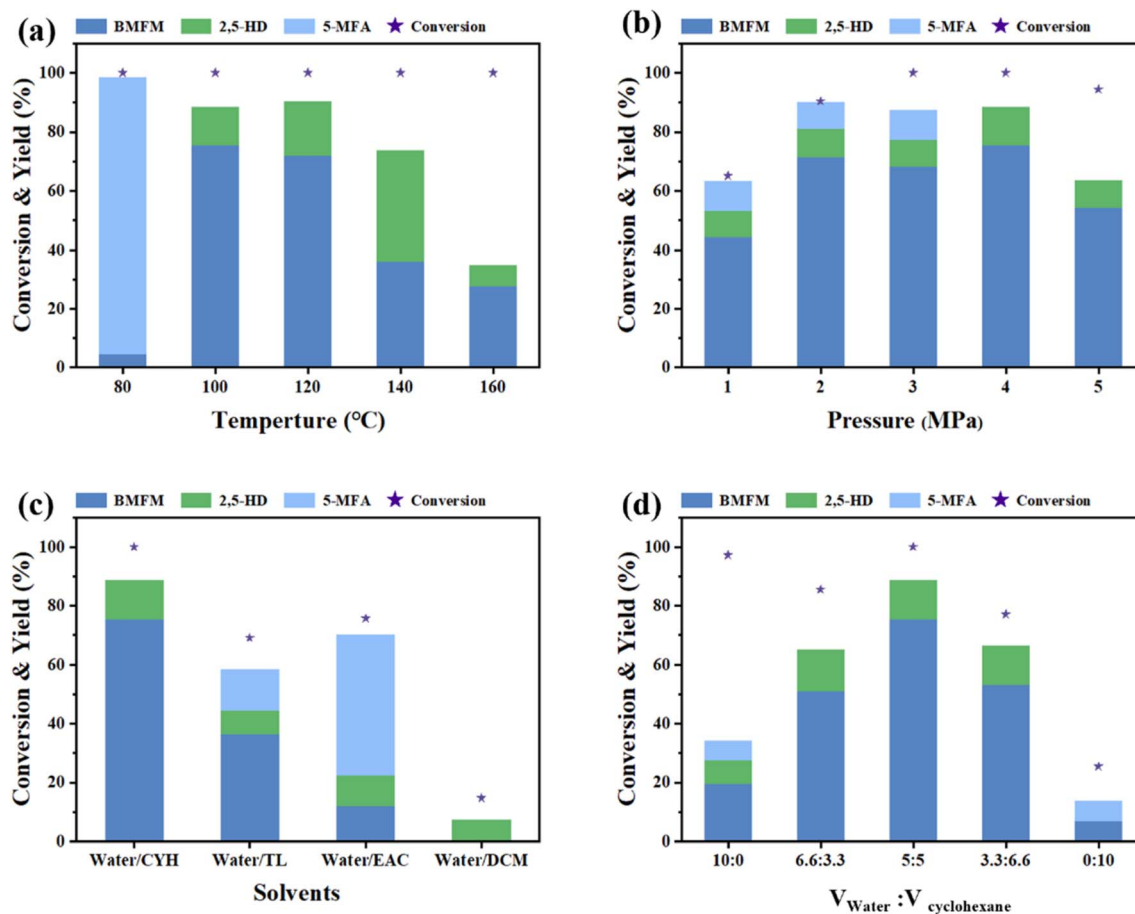 (a)
BMFM 2,5-HD 5-MFA Conversion
Conversion & Yield (%)
100
80
60
40
20
0
80 100 120 140 160
Temperture (°C)
(b)
BMFM 2,5-HD 5-MFA Conversion
Conversion & Yield (%)
100
80
60
40
20
0
1 2 3 4 5
Pressure (MPa)
(c)
BMFM 2,5-HD 5-MFA Conversion
Conversion & Yield (%)
100
80
60
40
20
0
Water/CYH Water/TL Water/EAC Water/DCM
Solvents
(d)
BMFM 2,5-HD 5-MFA Conversion
Conversion & Yield (%)
100
80
60
40
20
0
10:0 6.6:3.3 5:5 3.3:6.6 0:10
V Water :V cyclohexane